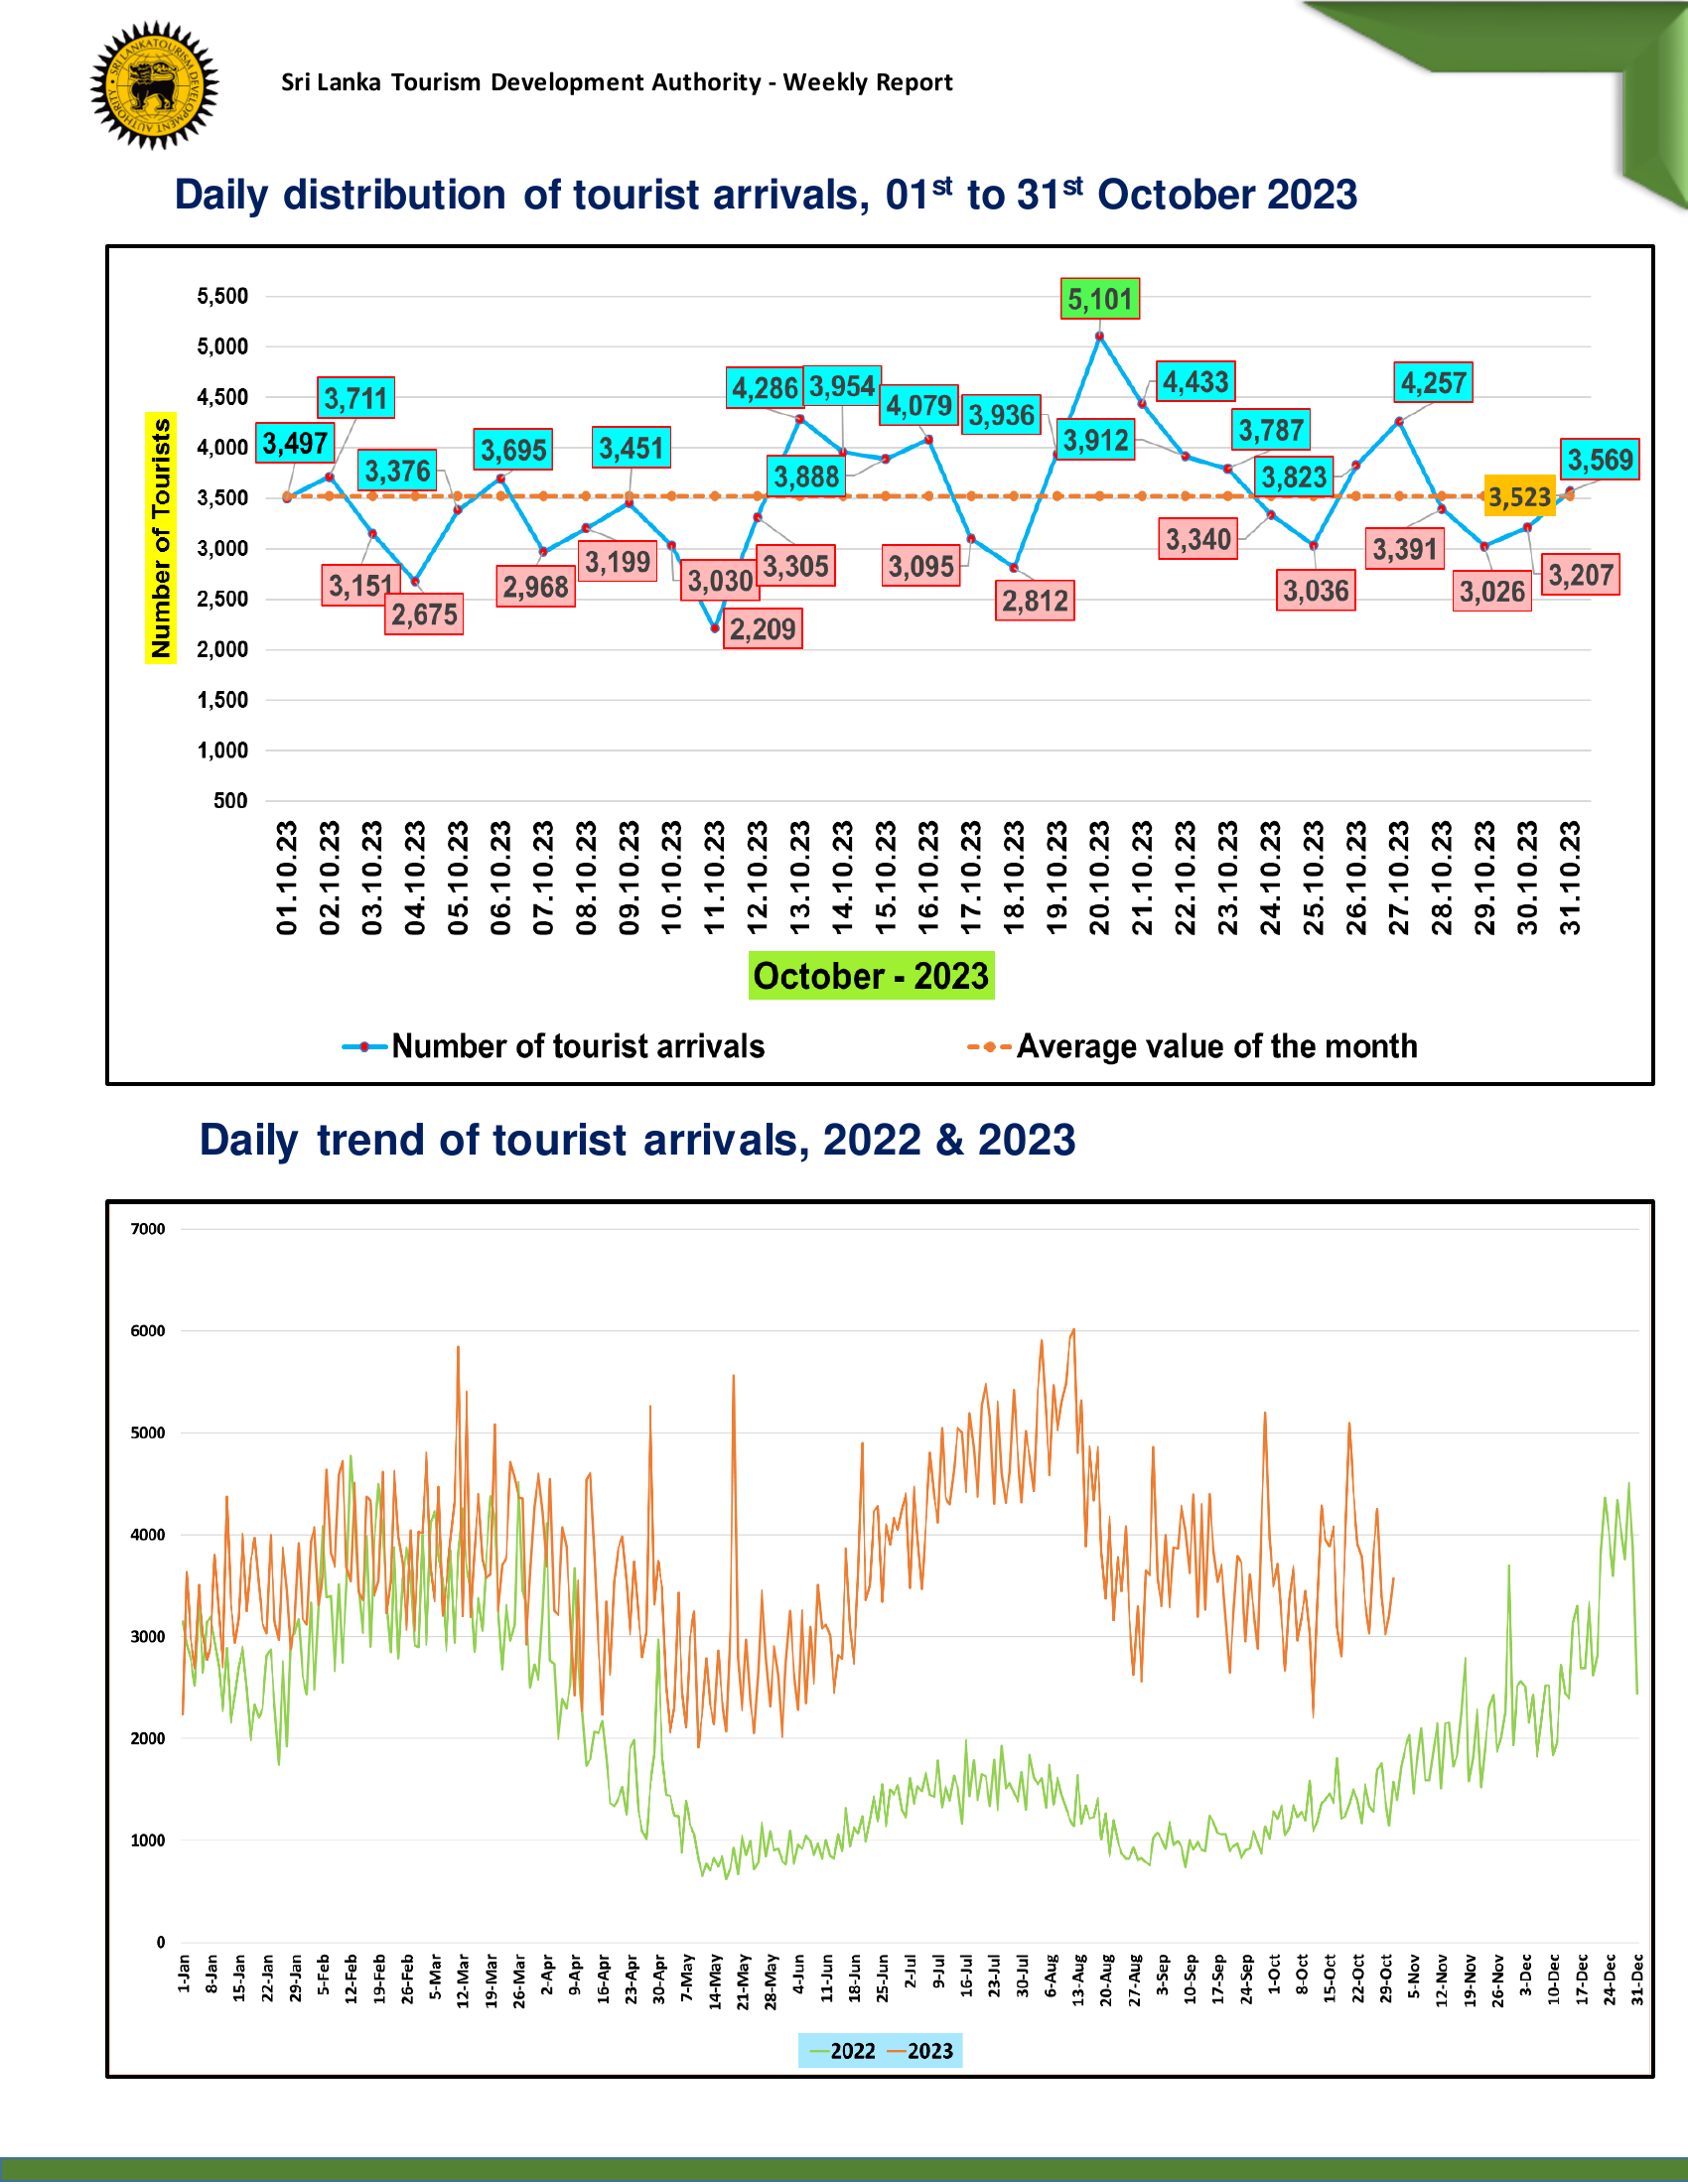 SRI LANKA TOURISM DEVELOPMENT AUTHORITY
Sri Lanka Tourism Development Authority - Weekly Report
Daily distribution of tourist arrivals, 01st to 31st October 2023
Number of Tourists
5,500
5,000
4,500
4,000
3,500
3,000
2,500
2,000
1,500
1,000
500
3,497
3,711
3,151
2,675
3,376
3,695
2,968
3,199
3,451
3,030
2,209
3,305
4,286
3,954
3,888
4,079
3,095
2,812
3,936
5,101
4,433
3,912
3,787
3,340
3,036
3,823
4,257
3,391
3,026
3,207
3,569
3,523
01.10.23
02.10.23
03.10.23
04.10.23
05.10.23
06.10.23
07.10.23
08.10.23
09.10.23
10.10.23
11.10.23
12.10.23
13.10.23
14.10.23
15.10.23
16.10.23
17.10.23
18.10.23
19.10.23
20.10.23
21.10.23
22.10.23
23.10.23
24.10.23
25.10.23
26.10.23
27.10.23
28.10.23
29.10.23
30.10.23
31.10.23
October - 2023
Number of tourist arrivals
Average value of the month
Daily trend of tourist arrivals, 2022 & 2023
7000
6000
5000
4000
3000
2000
1000
0
1-Jan
8-Jan
15-Jan
22-Jan
29-Jan
5-Feb
12-Feb
19-Feb
26-Feb
5-Mar
12-Mar
19-Mar
26-Mar
2-Apr
9-Apr
16-Apr
23-Apr
30-Apr
7-May
14-May
21-May
28-May
4-Jun
11-Jun
18-Jun
25-Jun
2-Jul
9-Jul
16-Jul
23-Jul
30-Jul
6-Aug
13-Aug
20-Aug
27-Aug
3-Sep
10-Sep
17-Sep
24-Sep
1-Oct
8-Oct
15-Oct
22-Oct
29-Oct
5-Nov
12-Nov
19-Nov
26-Nov
3-Dec
10-Dec
17-Dec
24-Dec
31-Dec
2022
2023